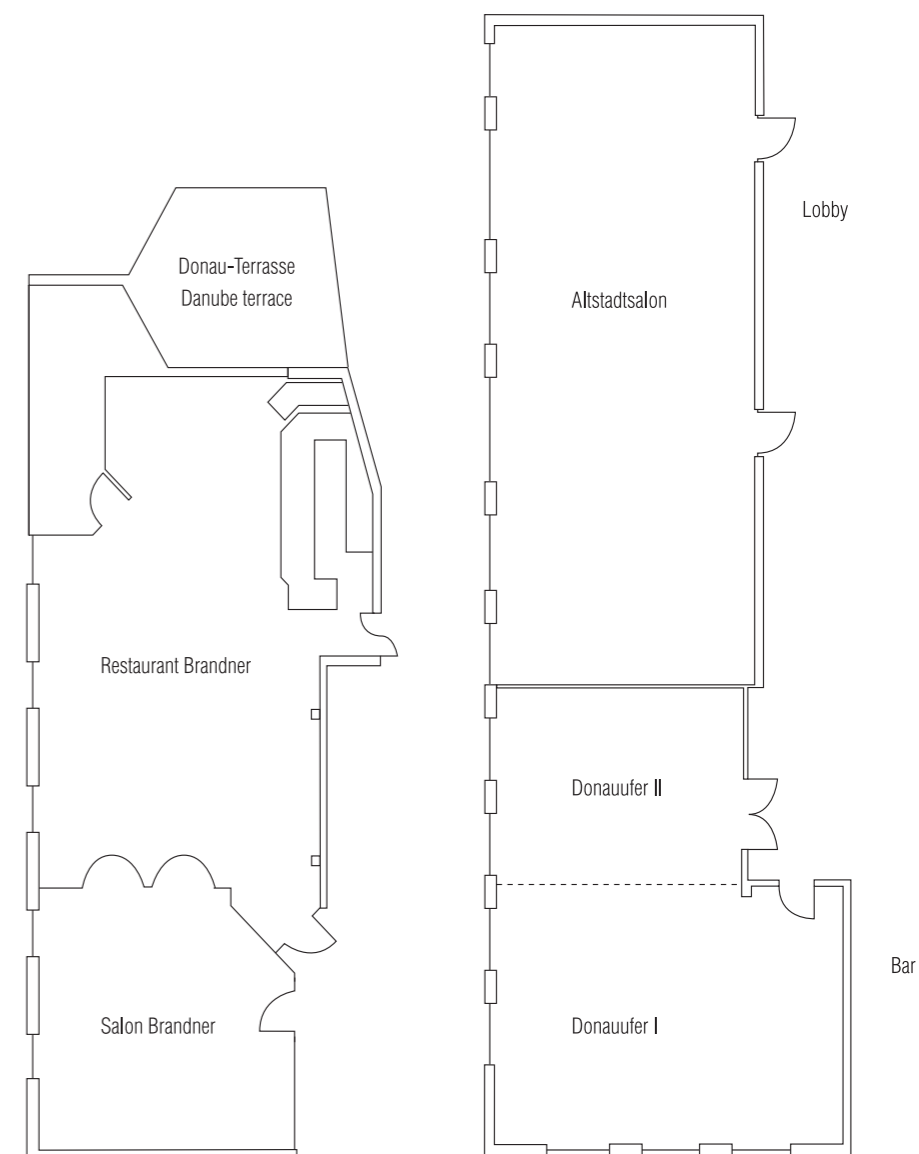 Donau-Terrasse
Danube terrace
Restaurant Brandner
Salon Brandner
Lobby
Altstadtsalon
Donauufer II
Donauufer I
Bar